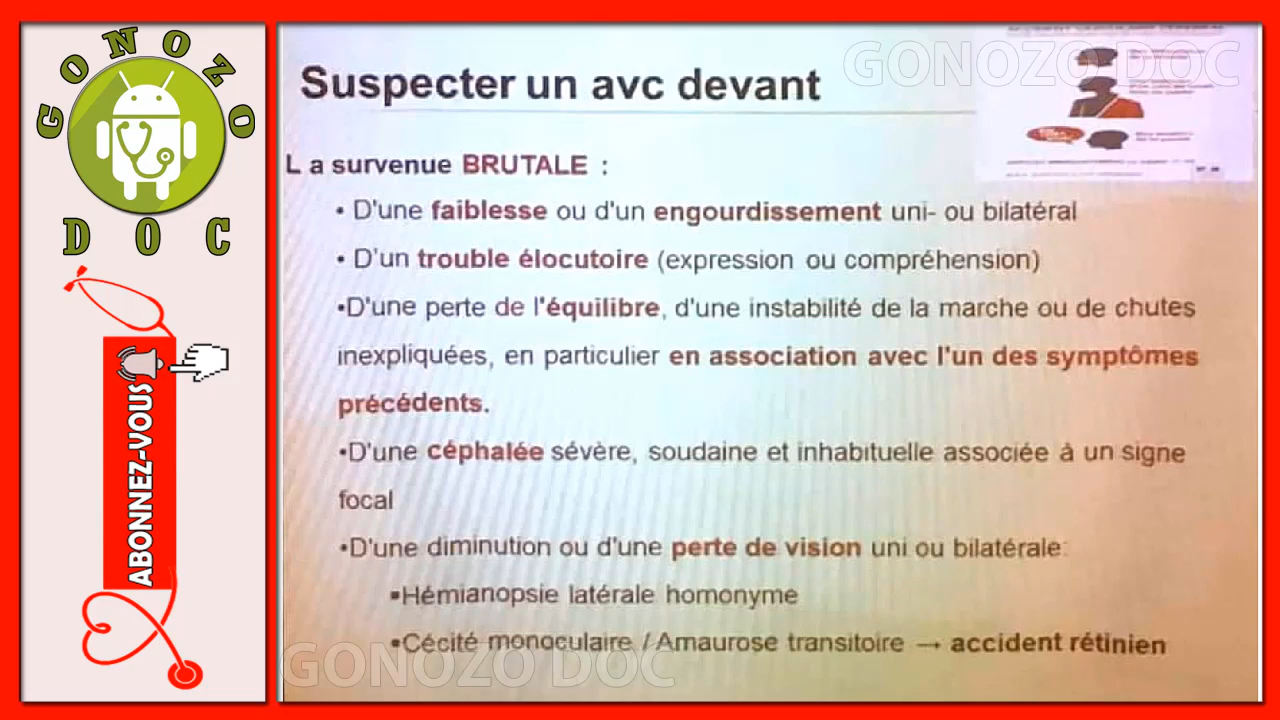 GONOZO
DOC
ABONNEZ-VOUS
GONOZO DOC
Suspecter un avc devant
L a survenue BRUTALE :
• D'une faiblesse ou d'un engourdissement uni- ou bilatéral
• D'un trouble élocutoire (expression ou compréhension)
•D'une perte de l'équilibre, d'une instabilité de la marche ou de chutes
inexpliquées, en particulier en association avec l'un des symptômes
précédents.
•D'une céphalée sévère, soudaine et inhabituelle associée à un signe
focal
•D'une diminution ou d'une perte de vision uni ou bilatérale:
▪Hémianopsie latérale homonyme
▪Cécité monoculaire / Amaurose transitoire → accident rétinien
GONOZO DOC